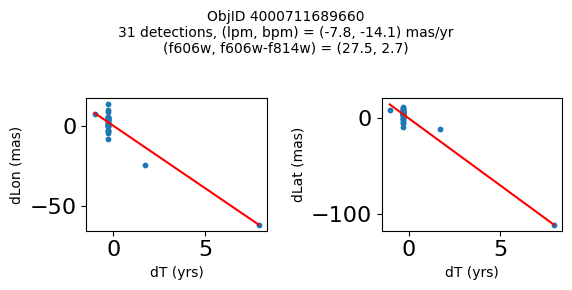 ObjID 4000711689660
31 detections, (lpm, bpm) = (-7.8, -14.1) mas/yr
(f606w, f606w-f814w) = (27.5, 2.7)
dLon (mas)
0
−50
0 5
dT (yrs)
dLat (mas)
0
−100
0 5
dT (yrs)